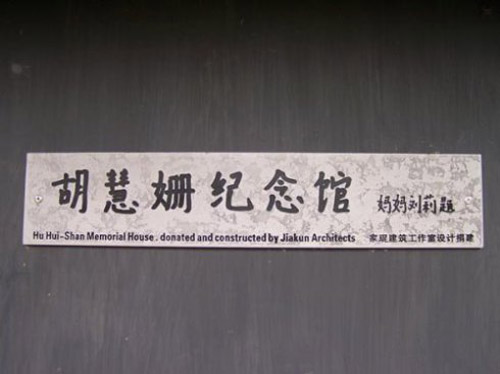 胡慧姗纪念馆 妈妈刘莉题
Hu Hui-Shan Memorial House . donated and constructed by Jiakun Architects 家琨建筑工作室设计捐建